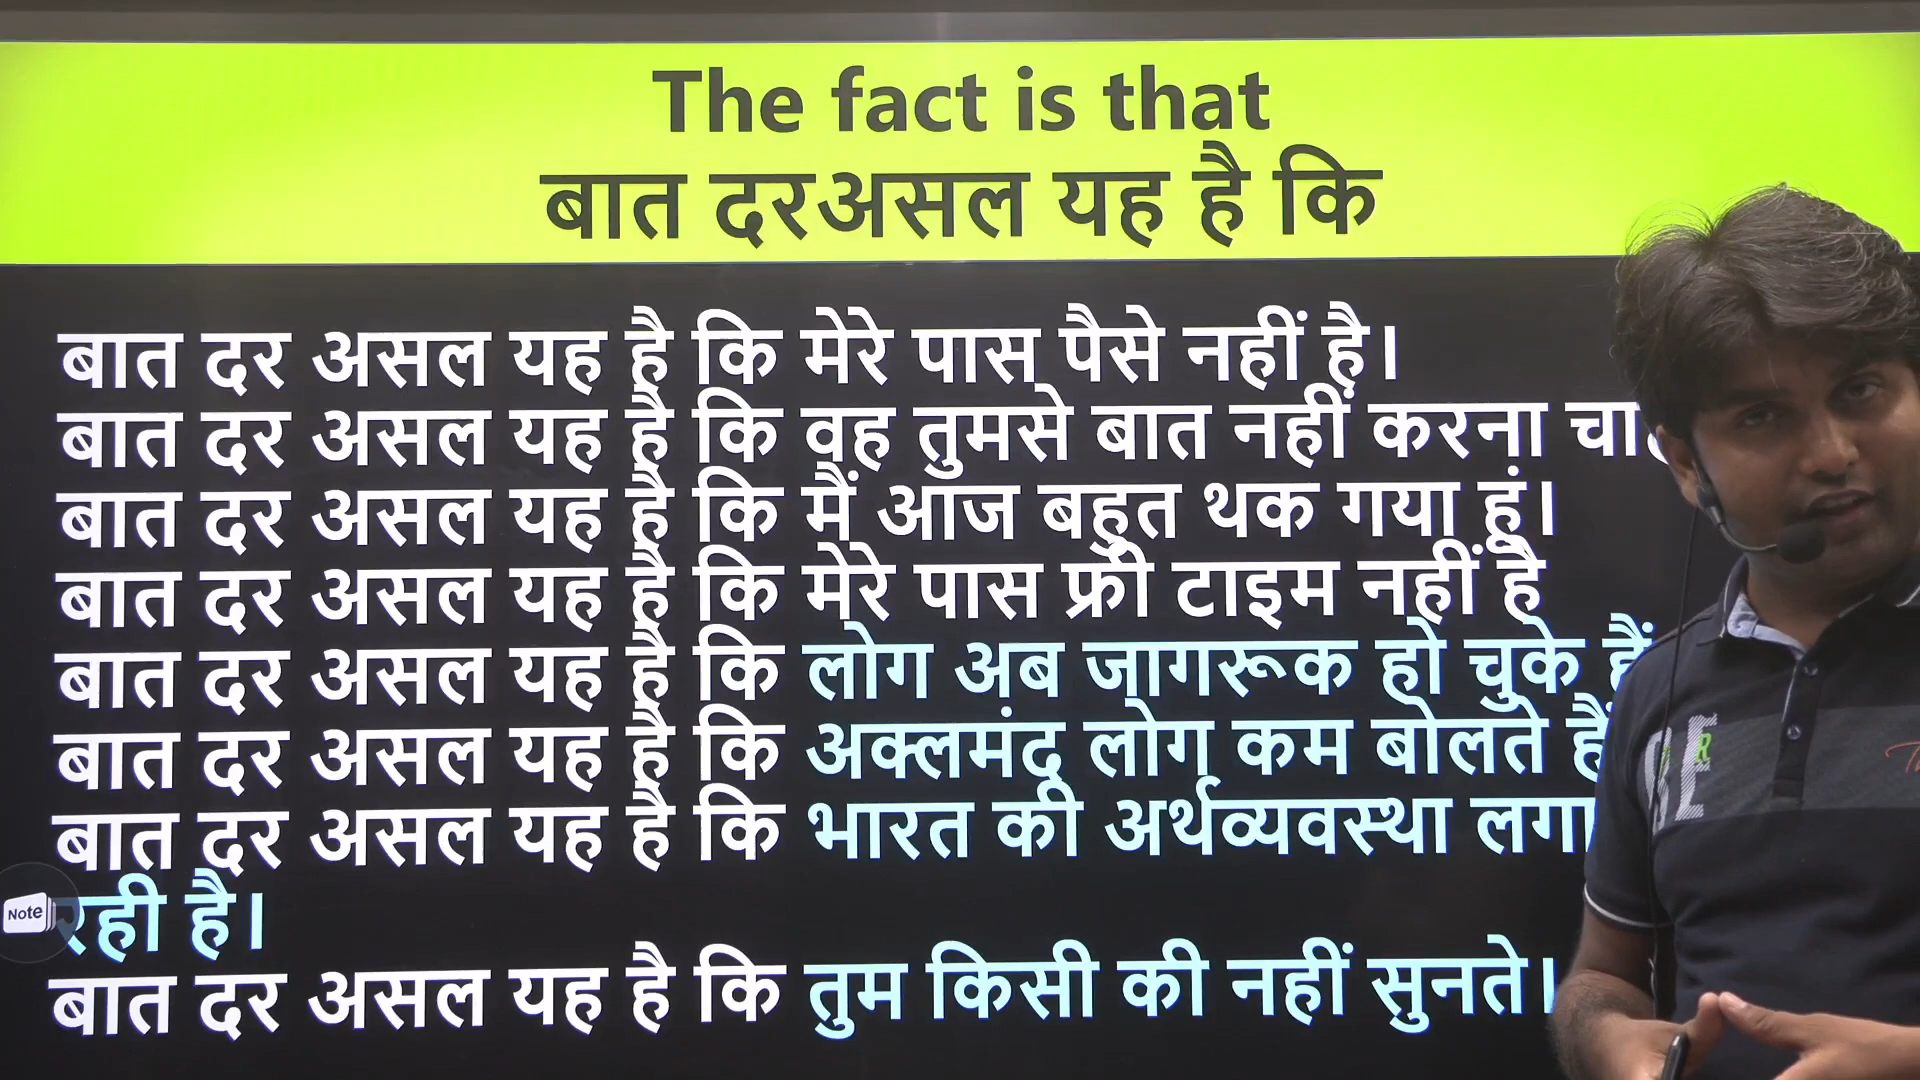 The fact is that
बात दरअसल यह है कि
बात दर असल यह है कि मेरे पास पैसे नहीं है।
बात दर असल यह है कि वह तुमसे बात नहीं करना
बात दर असल यह है कि मैं आज बहुत थक गया हूं।
बात दर असल यह है कि मेरे पास फ्री टाइम नहीं है
बात दर असल यह है कि लोग अब जागरूक हो चुके हैं
बात दर असल यह है कि अक्लमंद लोग कम बोलते हैं
बात दर असल यह है कि भारत की अर्थव्यवस्था
रही है।
Note
बात दर असल यह है कि तुम किसी की नहीं सुनते।